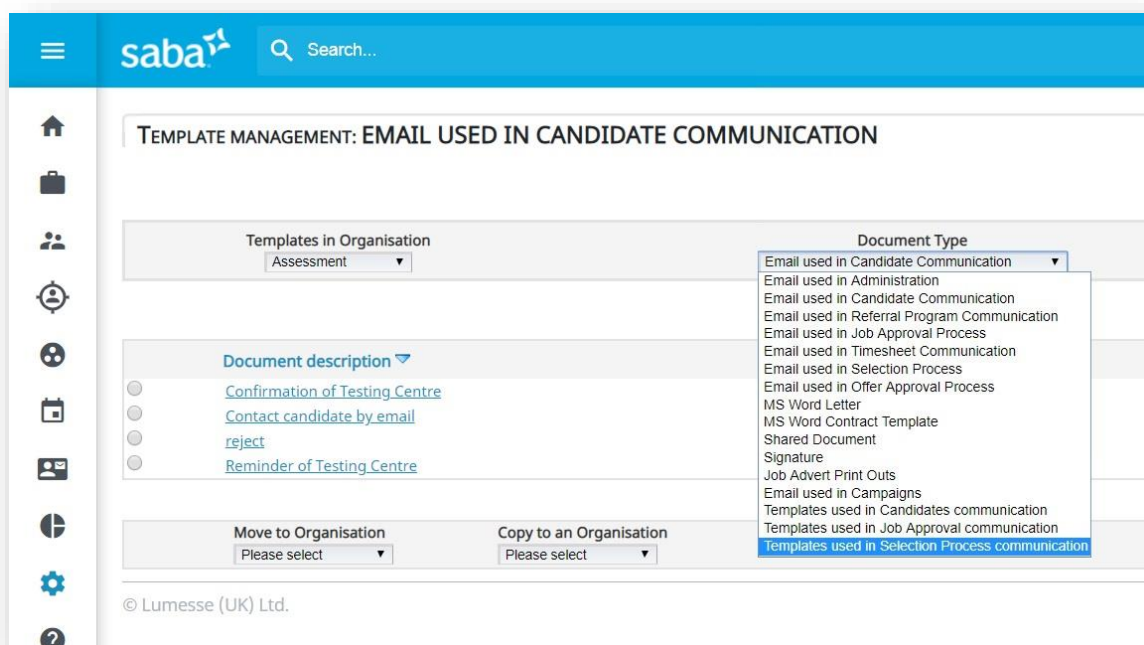 saba
Search...
TEMPLATE MANAGEMENT: EMAIL USED IN CANDIDATE COMMUNICATION
Templates in Organisation
Assessment
Document Type
Email used in Candidate Communication
Email used in Administration
Email used in Candidate Communication
Email used in Referral Program Communication
Email used in Job Approval Process
Email used in Timesheet Communication
Email used in Selection Process
Email used in Offer Approval Process
MS Word Letter
MS Word Contract Template
Shared Document
Signature
Job Advert Print Outs
Email used in Campaigns
Templates used in Candidates communication
Templates used in Job Approval communication
Templates used in Selection Process communication
Document description
Confirmation of Testing Centre
Contact candidate by email
reject
Reminder of Testing Centre
Move to Organisation
Please select
Copy to an Organisation
Please select
© Lumesse (UK) Ltd.